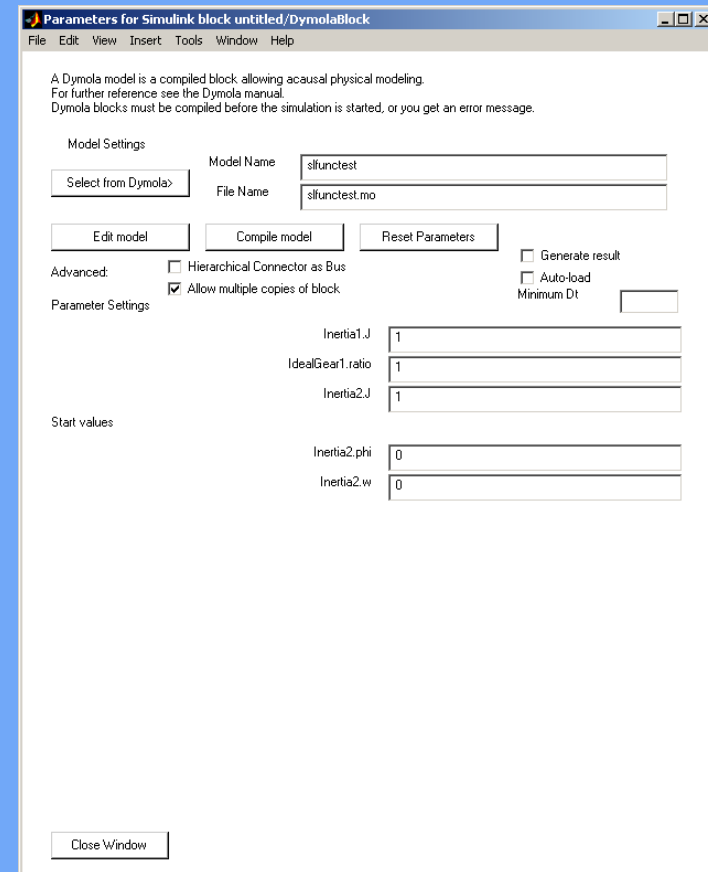 Parameters for Simulink block untitled/DymolaBlock
File Edit View Insert Tools Window Help
A Dymola model is a compiled block allowing acausal physical modeling.
For further reference see the Dymola manual.
Dymola blocks must be compiled before the simulation is started, or you get an error message.
Model Settings
Model Name slfunctest
Select from Dymola>
File Name slfunctest.mo
Edit model Compile model Reset Parameters
Generate result
Advanced: Hierarchical Connector as Bus
Auto-load
Allow multiple copies of block
Minimum Dt
Parameter Settings
Inertia1.J 1
IdealGear1.ratio 1
Inertia2.J 1
Start values
Inertia2.phi 0
Inertia2.w 0
Close Window